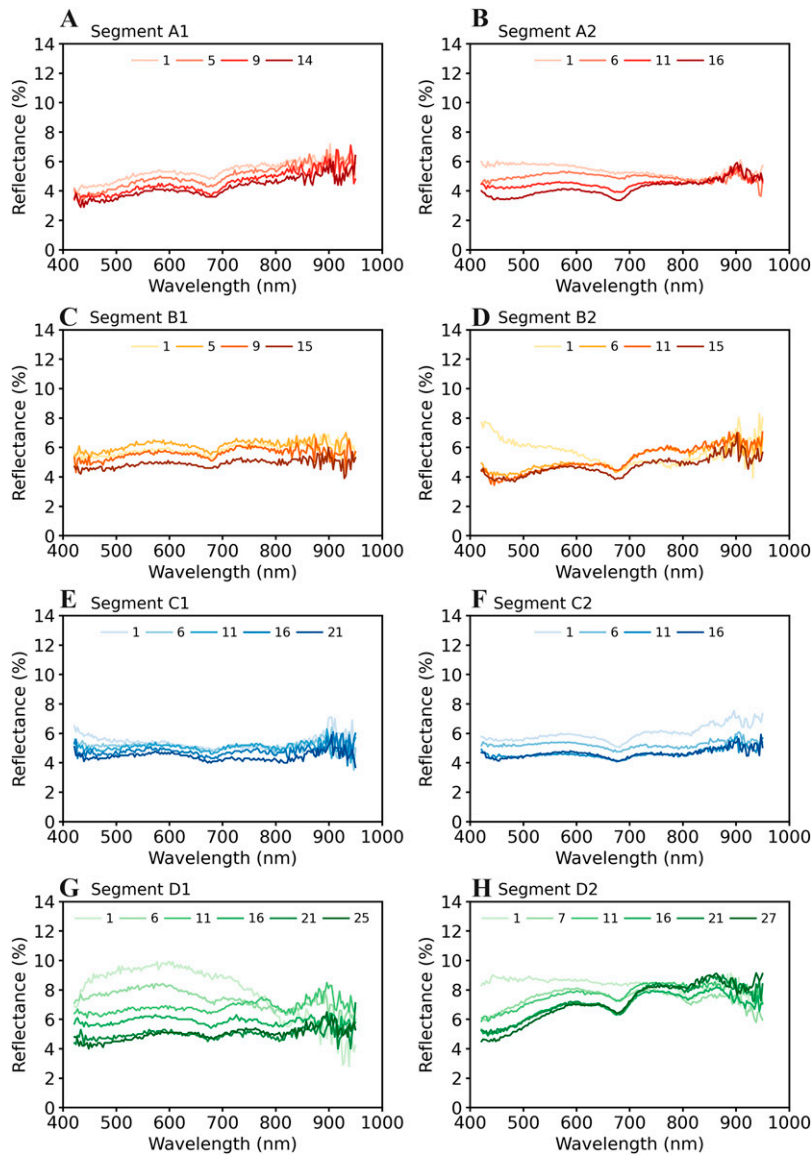 A Segment A1
1 5 9 14
Reflectance (%)
14
12
10
8
6
4
2
0
400 500 600 700 800 900 1000
Wavelength (nm)
B Segment A2
1 6 11 16
Reflectance (%)
14
12
10
8
6
4
2
0
400 500 600 700 800 900 1000
Wavelength (nm)
C Segment B1
1 5 9 15
Reflectance (%)
14
12
10
8
6
4
2
0
400 500 600 700 800 900 1000
Wavelength (nm)
D Segment B2
1 6 11 15
Reflectance (%)
14
12
10
8
6
4
2
0
400 500 600 700 800 900 1000
Wavelength (nm)
E Segment C1
1 6 11 16 21
Reflectance (%)
14
12
10
8
6
4
2
0
400 500 600 700 800 900 1000
Wavelength (nm)
F Segment C2
1 6 11 16
Reflectance (%)
14
12
10
8
6
4
2
0
400 500 600 700 800 900 1000
Wavelength (nm)
G Segment D1
1 6 11 16 21 25
Reflectance (%)
14
12
10
8
6
4
2
0
400 500 600 700 800 900 1000
Wavelength (nm)
H Segment D2
1 7 11 16 21 27
Reflectance (%)
14
12
10
8
6
4
2
0
400 500 600 700 800 900 1000
Wavelength (nm)